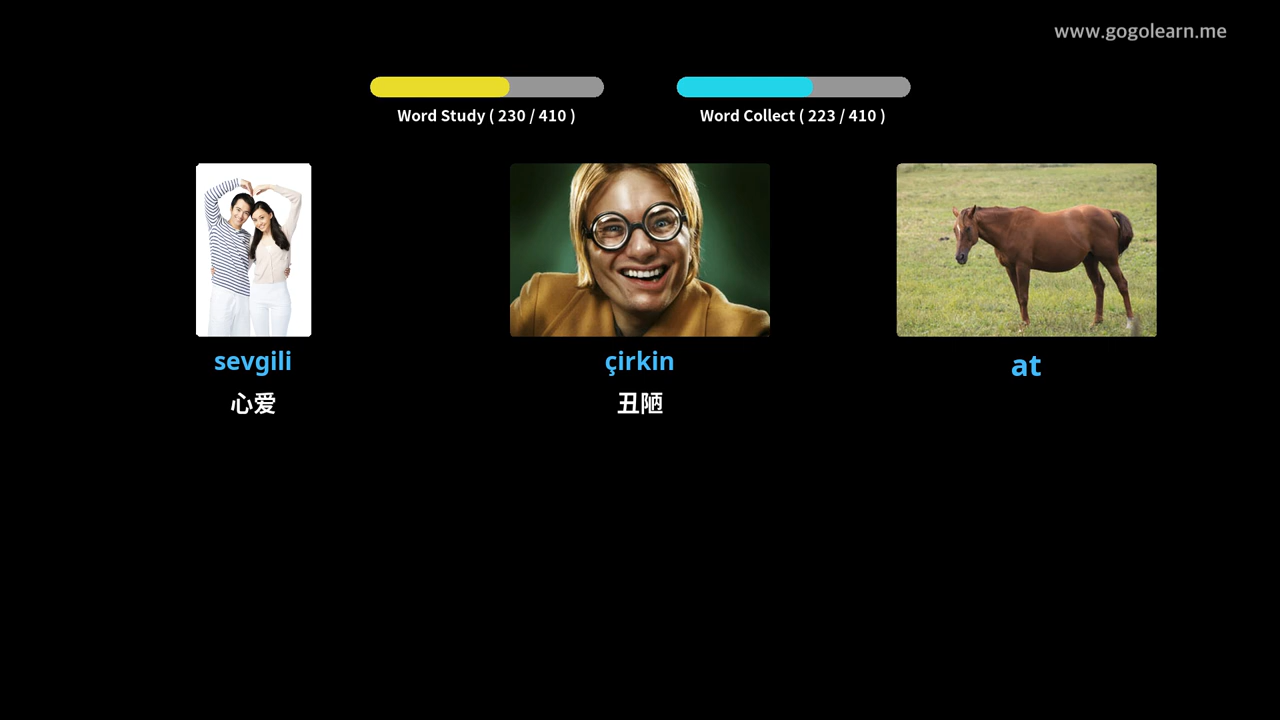 www.gogolearn.me
Word Study ( 230 / 410 )
Word Collect ( 223 / 410 )
sevgili
心爱
çirkin
丑陋
at